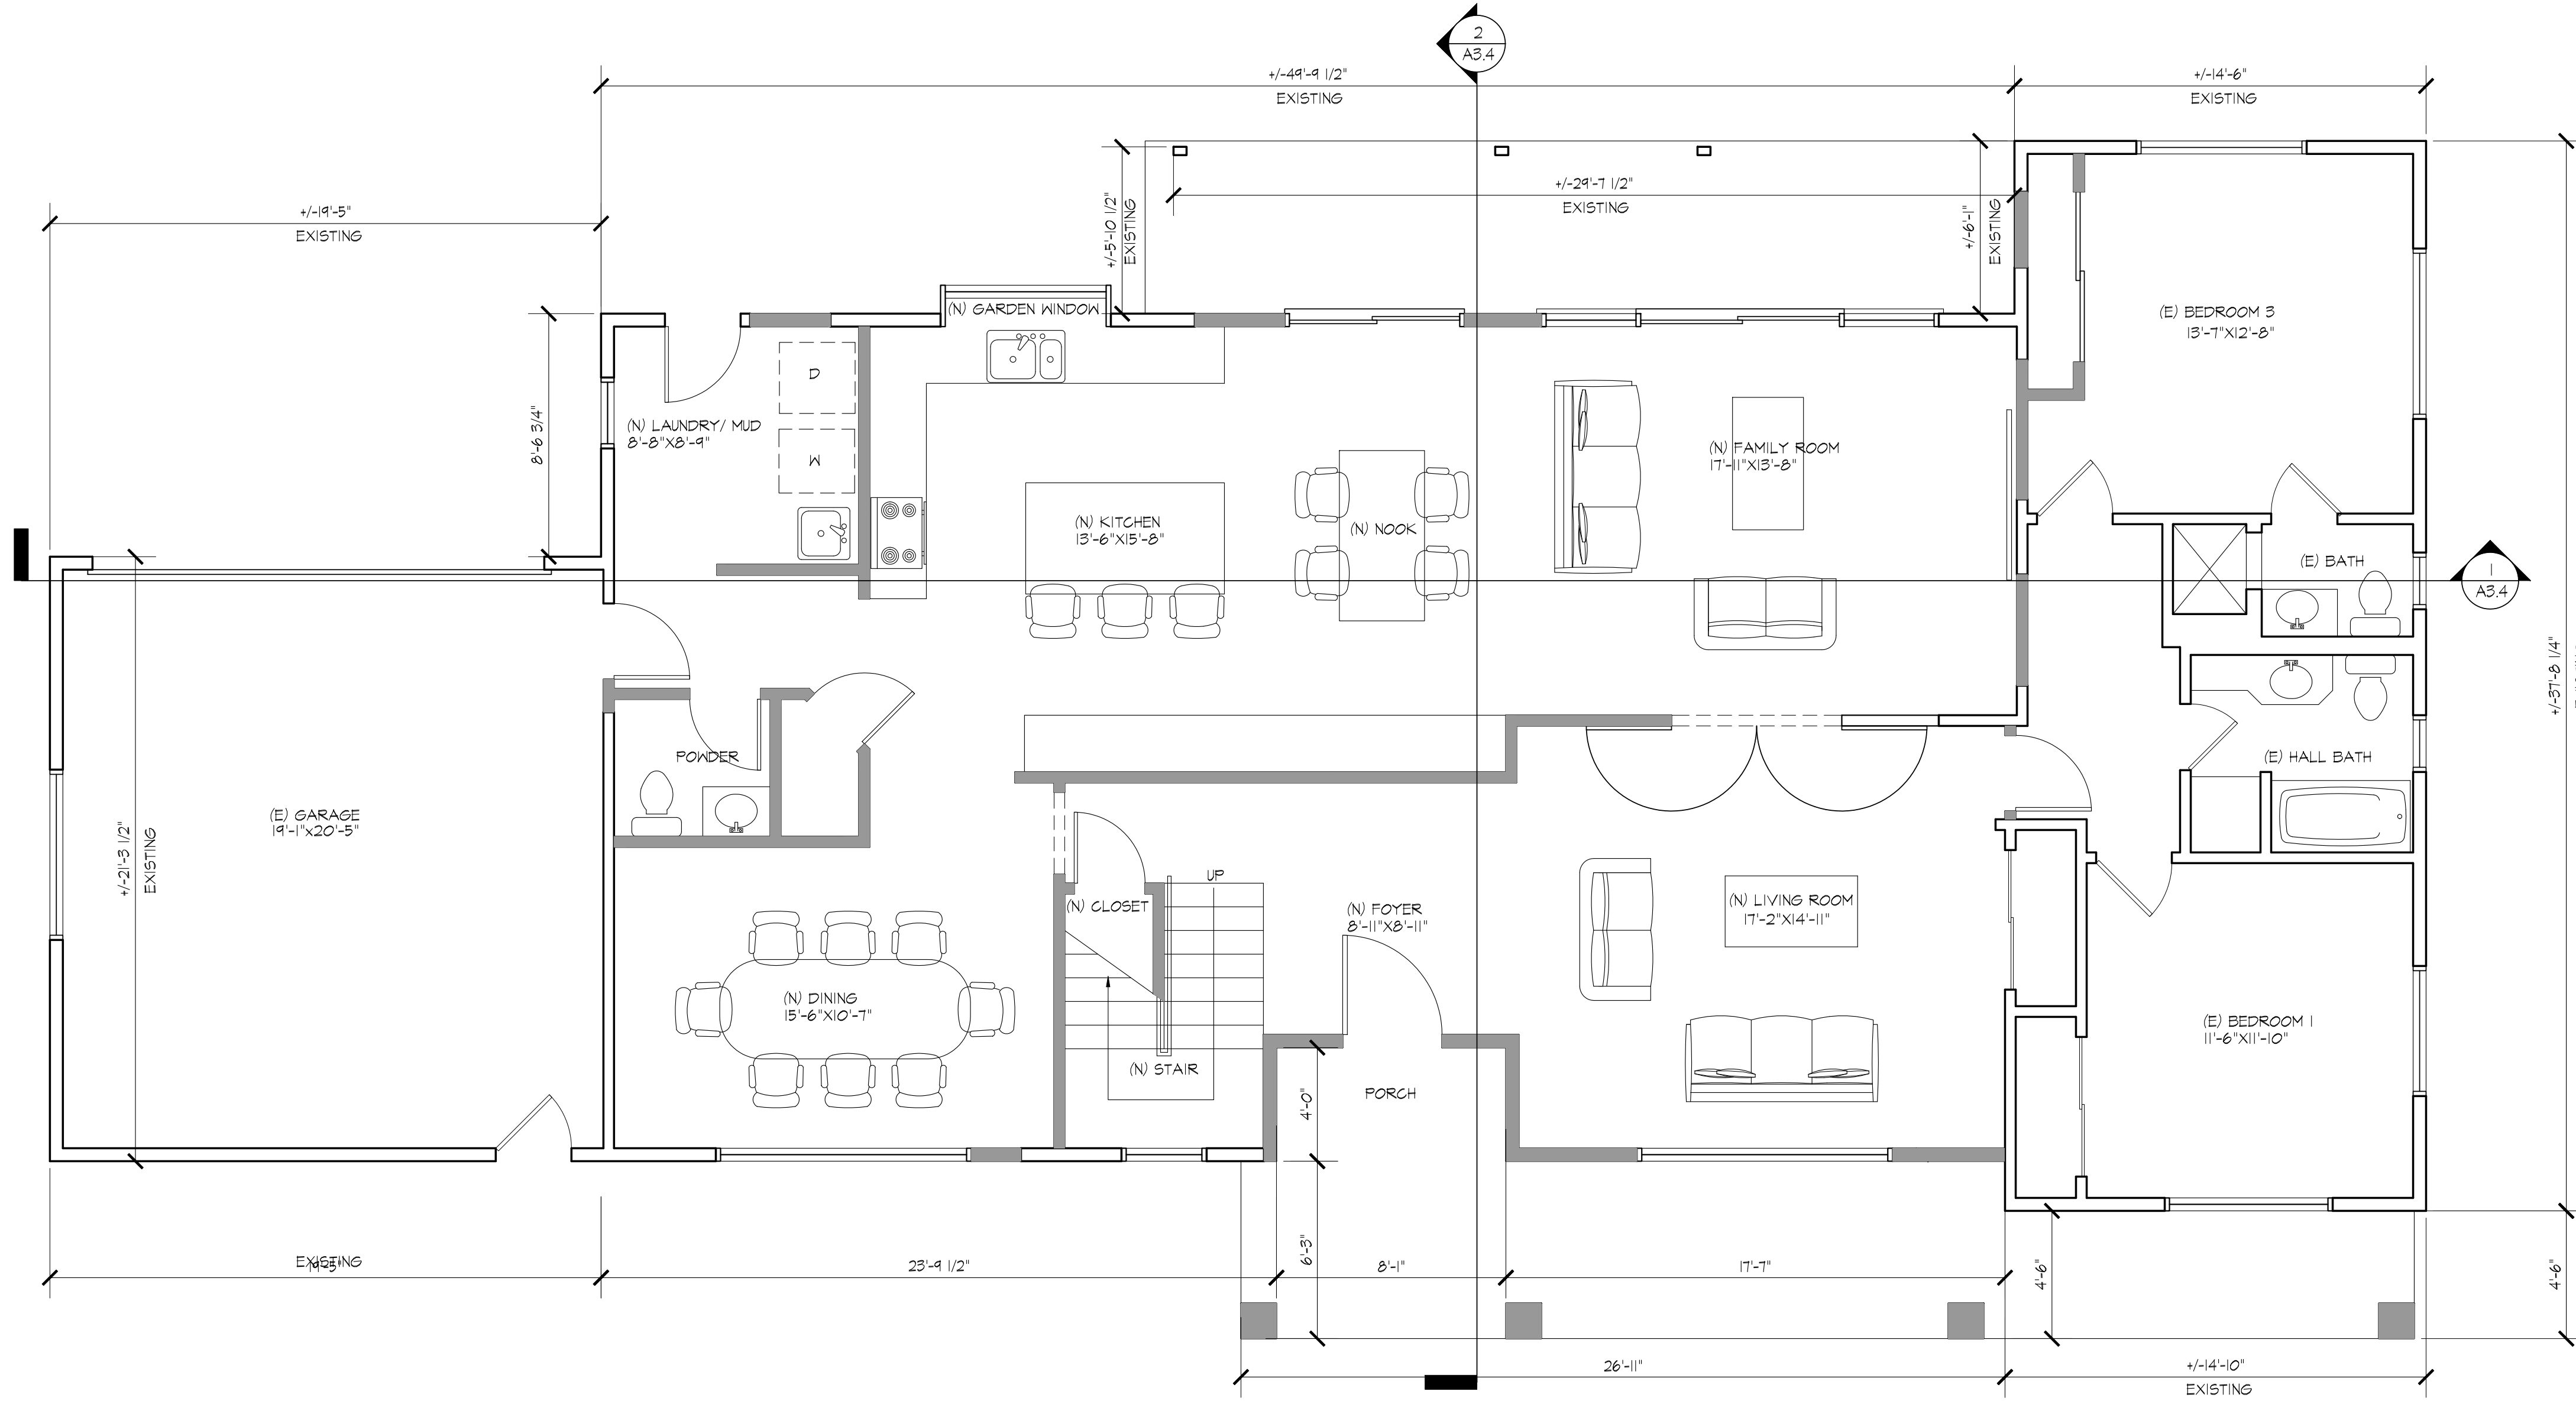 2
A3.4
+/-49'-9 1/2"
EXISTING
+/-14'-6"
EXISTING
+/-29'-7 1/2"
EXISTING
+/-19'-5"
EXISTING
+/-5'-10 1/2"
EXISTING
+/-6'-1"
EXISTING
(N) GARDEN WINDOW
(E) BEDROOM 3
13'-7"X12'-8"
D
8'-6 3/4"
(N) LAUNDRY/ MUD
8'-8"X8'-9"
W
(N) FAMILY ROOM
17'-11"X13'-8"
(N) KITCHEN
13'-6"X15'-8"
(N) NOOK
(E) BATH
1
A3.4
+/-37'-8 1/4"
POWDER
(E) HALL BATH
(E) GARAGE
19'-1"x20'-5"
+/-21'-3 1/2"
EXISTING
UP
(N) CLOSET
(N) FOYER
8'-11"X8'-11"
(N) LIVING ROOM
17'-2"X14'-11"
(N) DINING
15'-6"X10'-7"
(E) BEDROOM 1
11'-6"X11'-10"
(N) STAIR
4'-0"
PORCH
EXISTING
19'-5"
23'-9 1/2"
6'-3"
8'-1"
17'-7"
4'-6"
4'-6"
26'-11"
+/-14'-10"
EXISTING